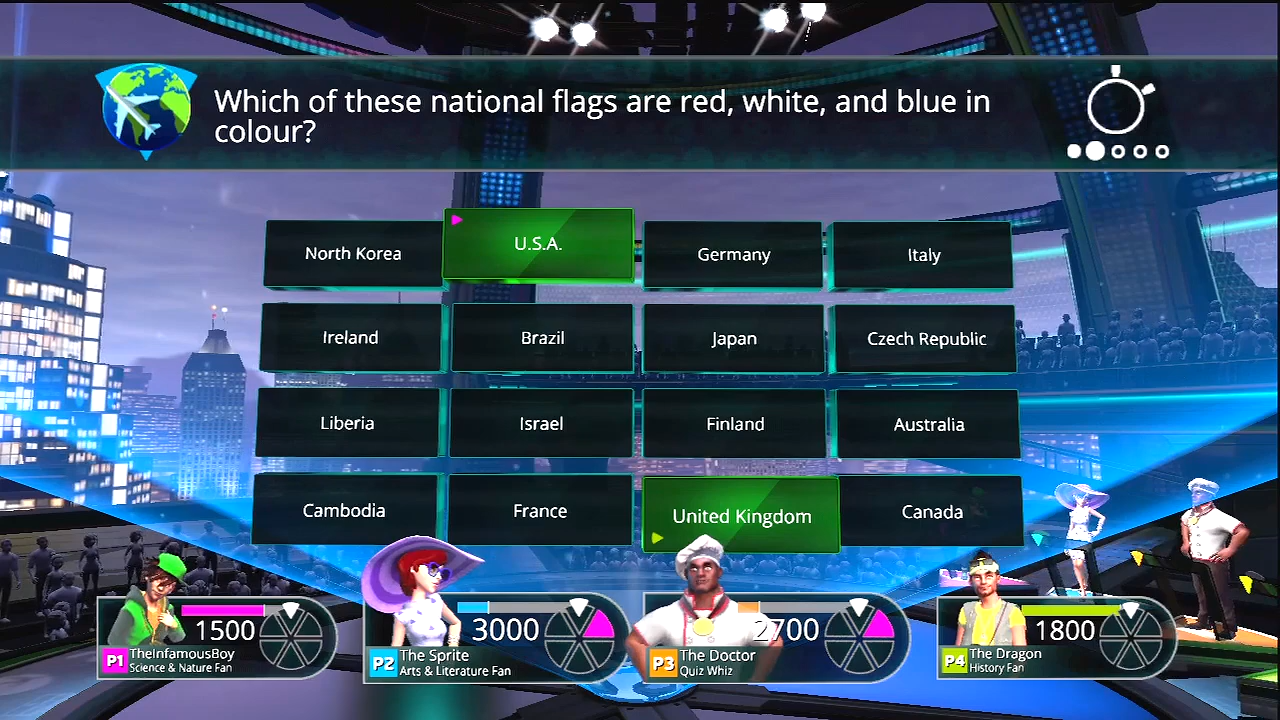 Which of these national flags are red, white, and blue in
colour?
North Korea
U.S.A.
Germany
Italy
Ireland
Brazil
Japan
Czech Republic
Liberia
Israel
Finland
Australia
Cambodia
France
United Kingdom
Canada
1500
P1
TheInfamousBoy
Science & Nature Fan
3000
P2
The Sprite
Arts & Literature Fan
2700
P3
The Doctor
Quiz Whiz
1800
P4
The Dragon
History Fan